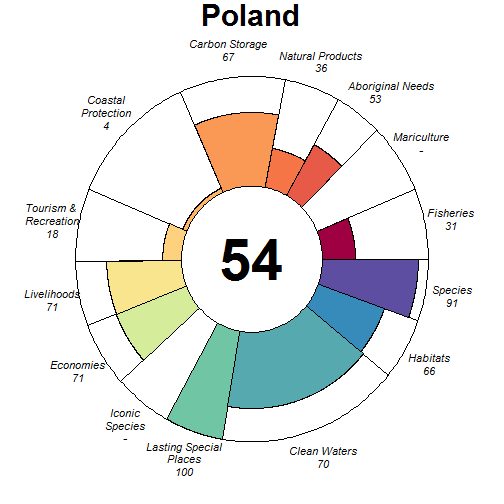 Poland
Carbon Storage
67
Natural Products
36
Aboriginal Needs
53
Mariculture
-
Fisheries
31
Species
91
Habitats
66
Clean Waters
70
Lasting Special
Places
100
Iconic
Species
-
Economies
71
Livelihoods
71
Tourism &
Recreation
18
Coastal
Protection
4
54